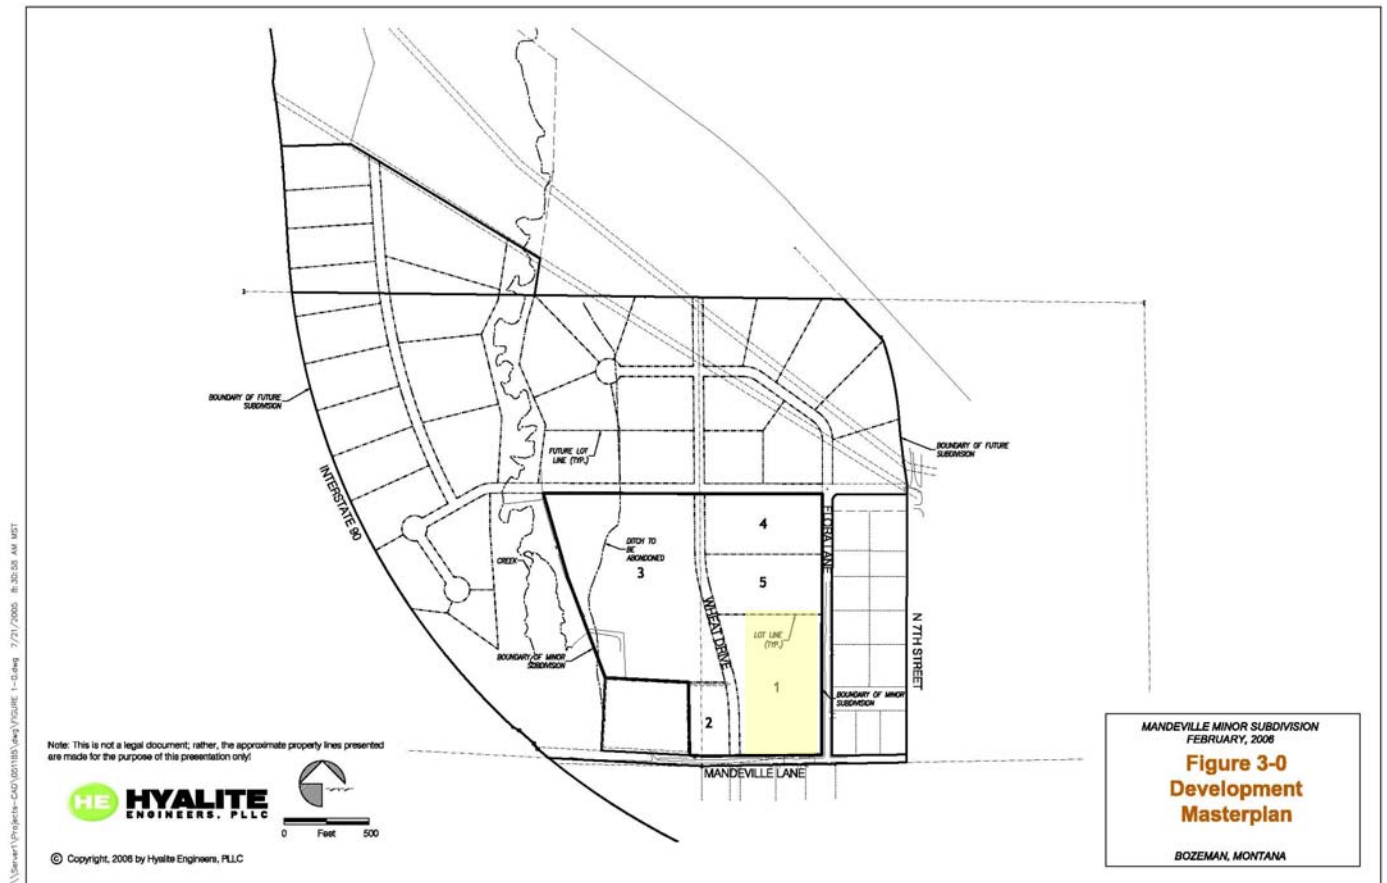 BOUNDARY OF FUTURE
SUBDIVISION
INTERSTATE 90
FUTURE LOT
LINE (TYP.)
BOUNDARY OF FUTURE
SUBDIVISION
4
FLORA LANE
DITCH TO
BE
ABONDONED
3
CREEK
5
WHEAT DRIVE
LOT LINE
(TYP.)
N 7TH STREET
BOUNDARY OF MINOR
SUBDIVISION
1
BOUNDARY OF MINOR
SUBDIVISION
2
MANDEVILLE LANE
Note: This is not a legal document; rather, the approximate property lines presented
are made for the purpose of this presentation only!
HE HYALITE
ENGINEERS, PLLC
0 Feet 500
© Copyright, 2006 by Hyalite Engineers, PLLC
MANDEVILLE MINOR SUBDIVISION
FEBRUARY, 2006
Figure 3-0
Development
Masterplan
BOZEMAN, MONTANA